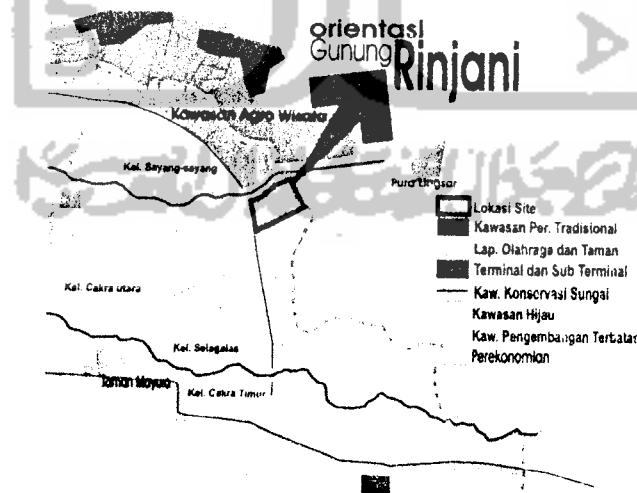 orientasi
Gunung Rinjani
Kawasan Agro Wisata
Kel. Sayang-sayang
Pura Lingsar
Lokasi Site
Kawasan Per. Tradisional
Lap. Olahraga dan Taman
Terminal dan Sub Terminal
Kaw. Konservasi Sungai
Kawasan Hijau
Kaw. Pengembangan Terbatas
Perekonomian
Kel. Cakra utara
Kel. Selagalas
Taman Mayura
Kel. Cakra Timur